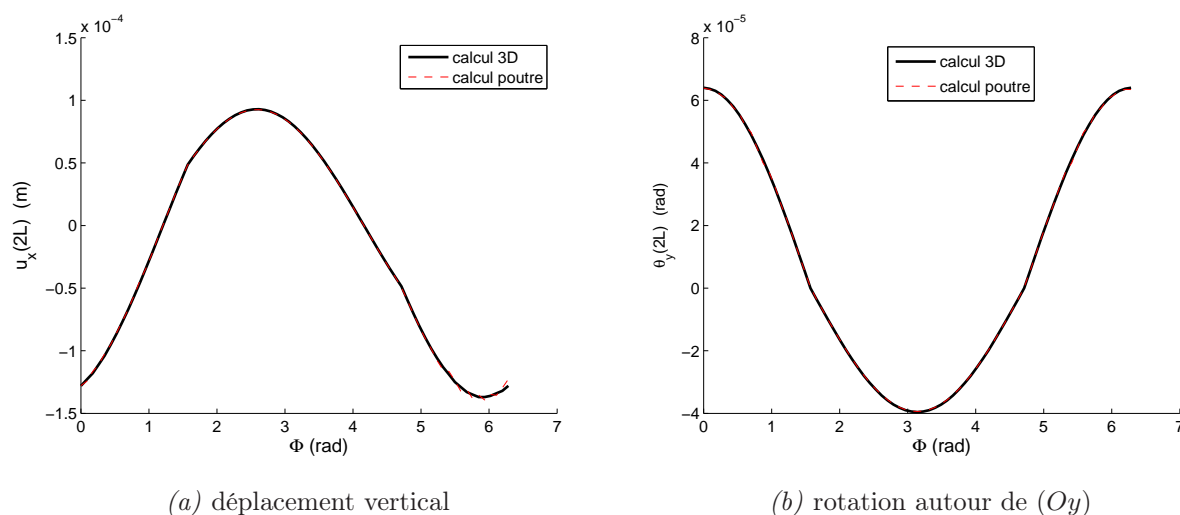 x 10⁻⁴
1.5
1
0.5
0
−0.5
−1
−1.5
u_x(2L) (m)
0 1 2 3 4 5 6 7
Φ (rad)
calcul 3D
calcul poutre
(a) déplacement vertical
x 10⁻⁵
8
6
4
2
0
−2
−4
θ_y(2L) (rad)
0 1 2 3 4 5 6 7
Φ (rad)
calcul 3D
calcul poutre
(b) rotation autour de (Oy)